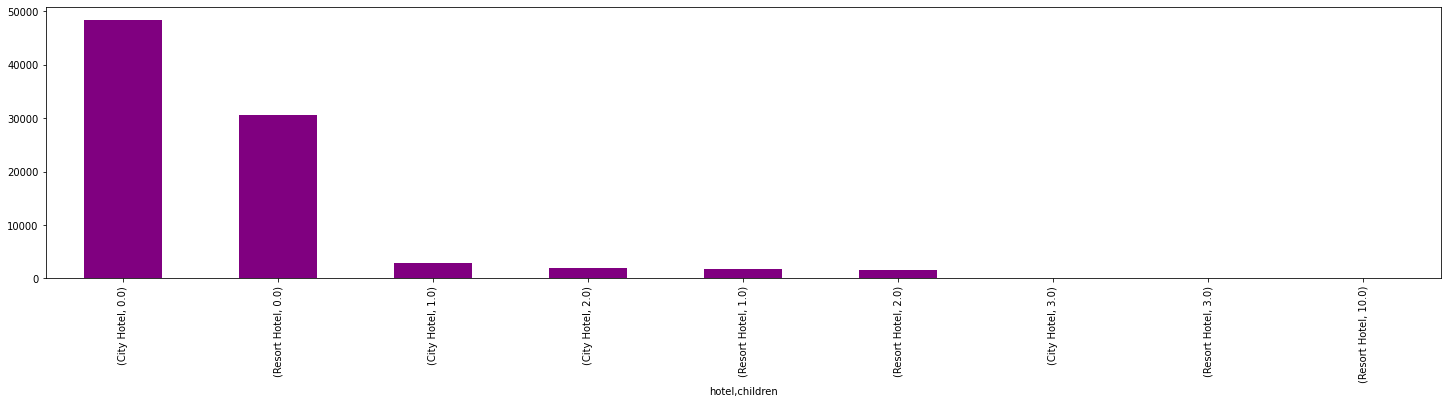 50000
40000
30000
20000
10000
0
(City Hotel, 0.0)
(Resort Hotel, 0.0)
(City Hotel, 1.0)
(City Hotel, 2.0)
(Resort Hotel, 1.0)
(Resort Hotel, 2.0)
(City Hotel, 3.0)
(Resort Hotel, 3.0)
(Resort Hotel, 10.0)
hotel,children